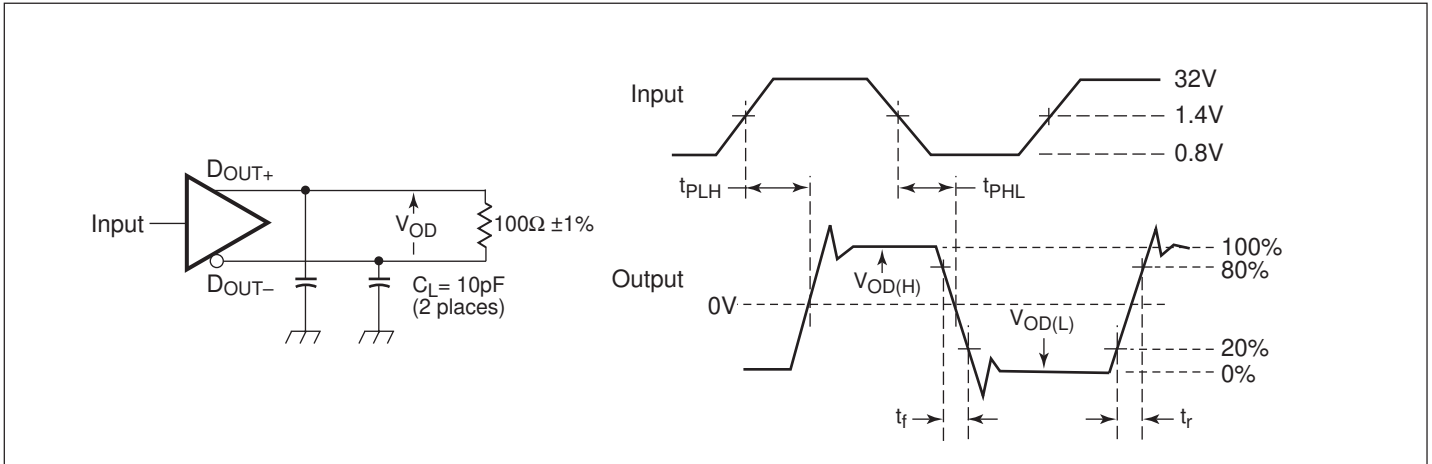 Input
DOUT+
DOUT–
VOD
100Ω ±1%
CL= 10pF
(2 places)
Input
32V
1.4V
0.8V
tPLH
tPHL
Output
0V
VOD(H)
VOD(L)
100%
80%
20%
0%
tf
tr